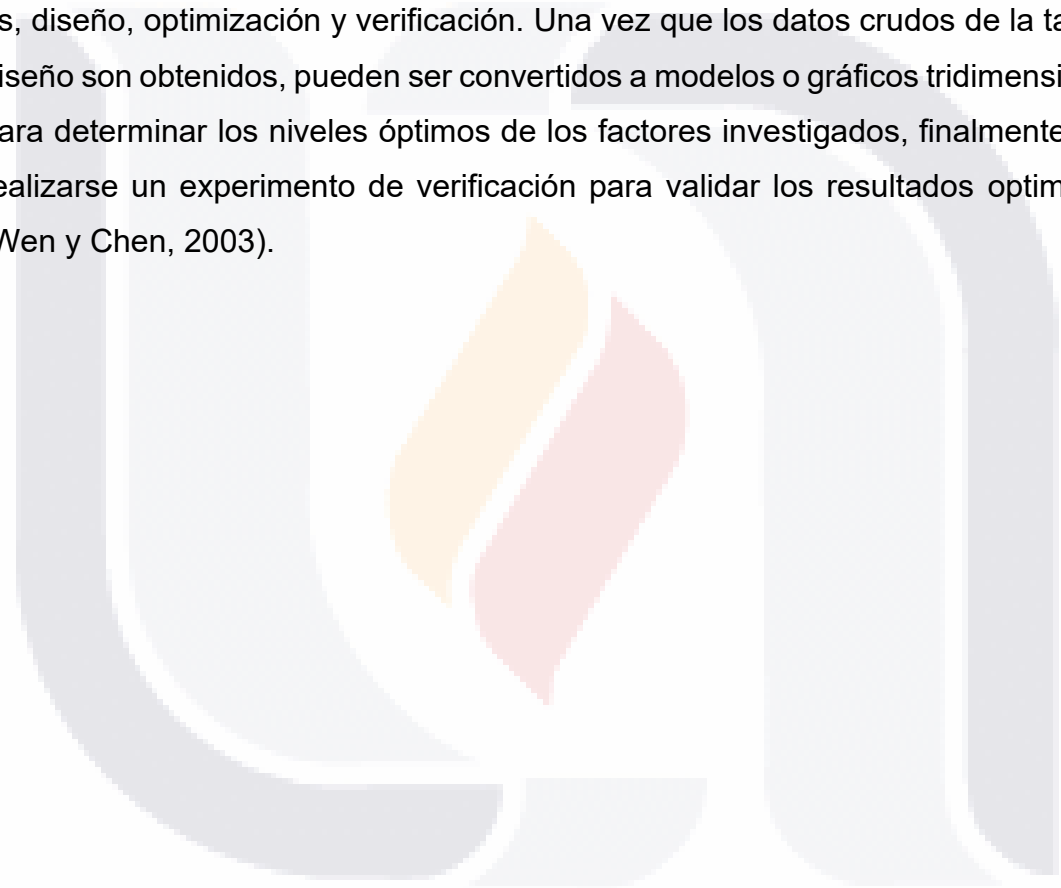 s, diseño, optimización y verificación. Una vez que los datos crudos de la ta
iseño son obtenidos, pueden ser convertidos a modelos o gráficos tridimensi
ara determinar los niveles óptimos de los factores investigados, finalmente
ealizarse un experimento de verificación para validar los resultados optim
Wen y Chen, 2003).